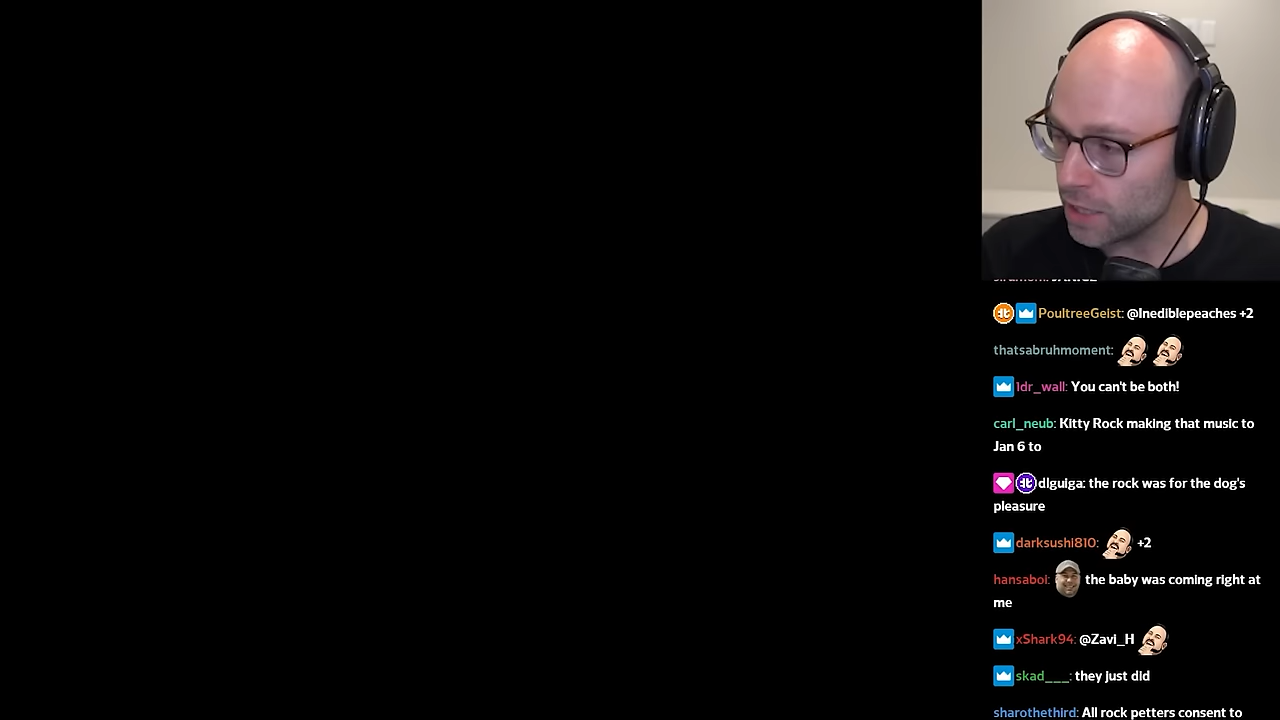 PoultreeGeist: @Inediblepeaches +2
thatsabruhmoment:
1dr_wall: You can't be both!
carl_neub: Kitty Rock making that music to
Jan 6 to
dlguiga: the rock was for the dog's
pleasure
darksushi810: +2
hansaboi: the baby was coming right at
me
xShark94: @Zavi_H
skad___: they just did
sharothethird: All rock petters consent to